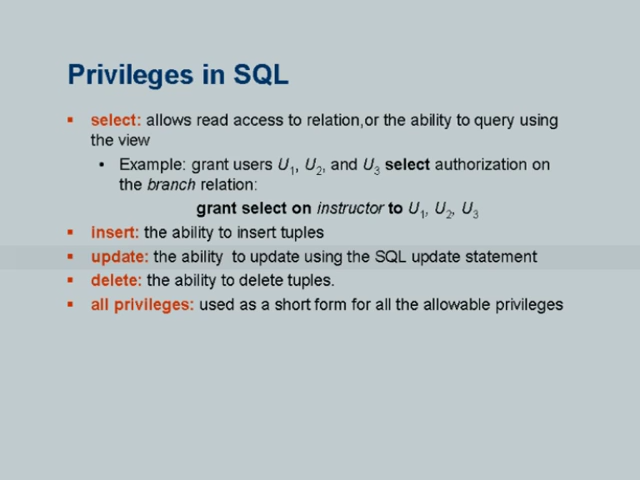 Privileges in SQL
▪ select: allows read access to relation,or the ability to query using
the view
• Example: grant users U1, U2, and U3 select authorization on
the branch relation:
grant select on instructor to U1, U2, U3
▪ insert: the ability to insert tuples
▪ update: the ability to update using the SQL update statement
▪ delete: the ability to delete tuples.
▪ all privileges: used as a short form for all the allowable privileges